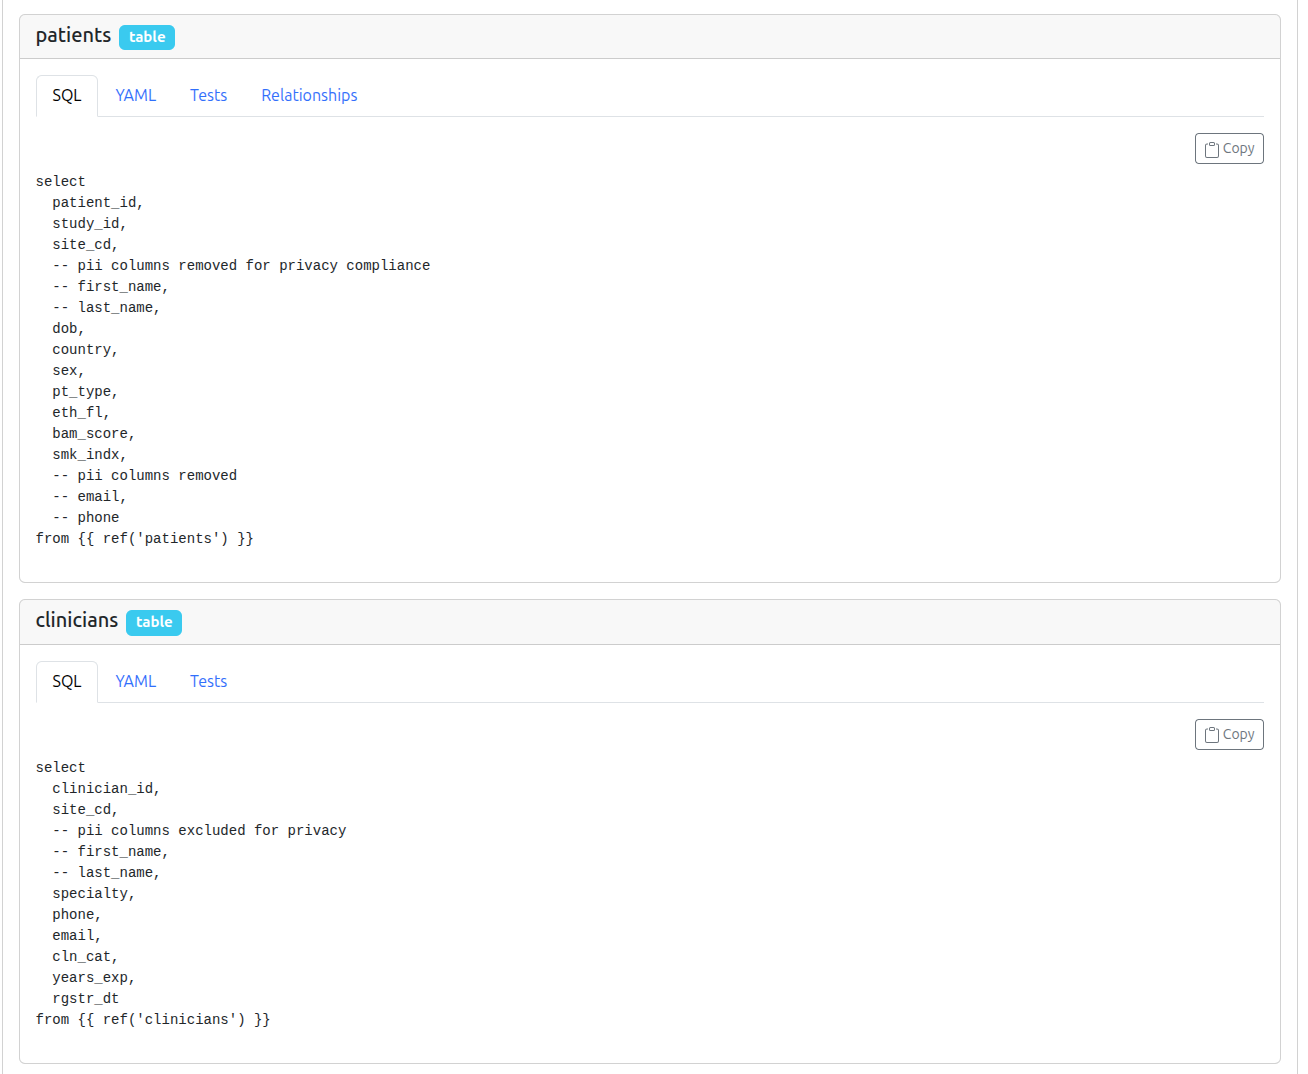 patients table
SQL YAML Tests Relationships
Copy
select
  patient_id,
  study_id,
  site_cd,
  -- pii columns removed for privacy compliance
  -- first_name,
  -- last_name,
  dob,
  country,
  sex,
  pt_type,
  eth_fl,
  bam_score,
  smk_indx,
  -- pii columns removed
  -- email,
  -- phone
from {{ ref('patients') }}
clinicians table
SQL YAML Tests
Copy
select
  clinician_id,
  site_cd,
  -- pii columns excluded for privacy
  -- first_name,
  -- last_name,
  specialty,
  phone,
  email,
  cln_cat,
  years_exp,
  rgstr_dt
from {{ ref('clinicians') }}